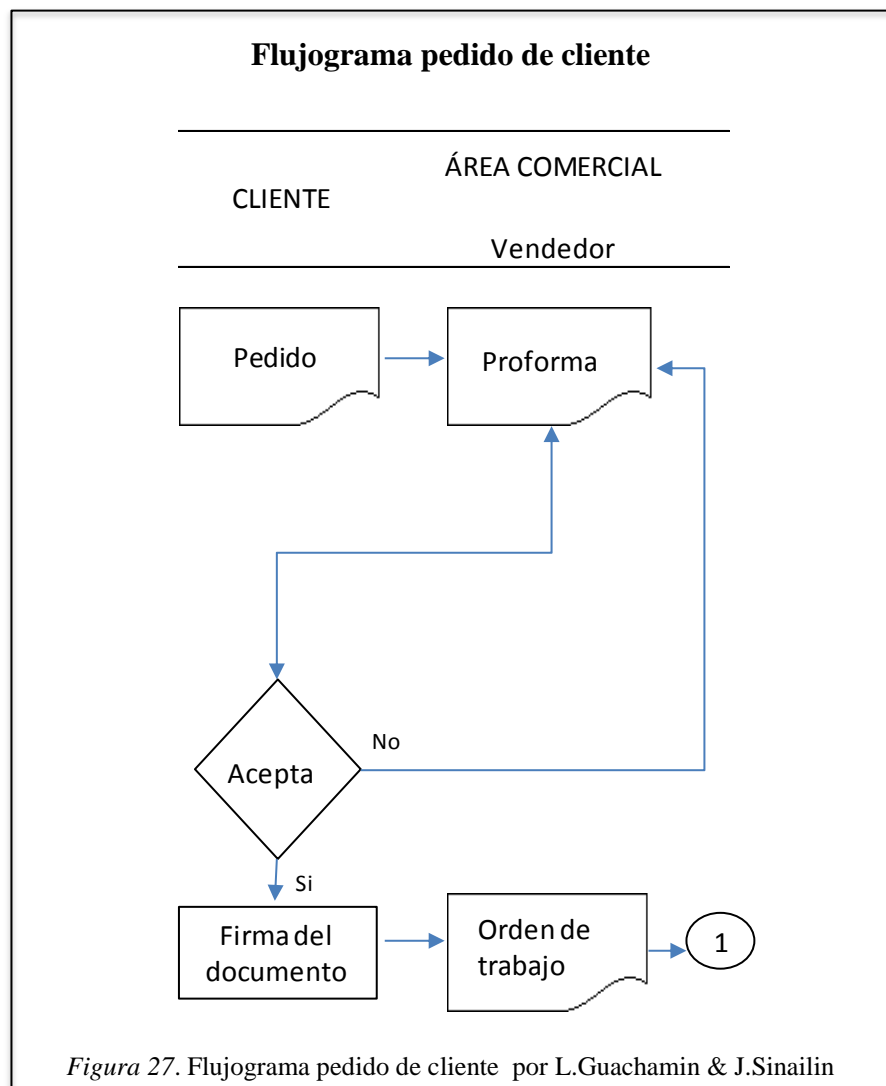 Flujograma pedido de cliente
ÁREA COMERCIAL
CLIENTE
Vendedor
Pedido
Proforma
No
Acepta
Si
Firma del
documento
Orden de
trabajo
1
Figura 27. Flujograma pedido de cliente por L.Guachamin & J.Sinailin